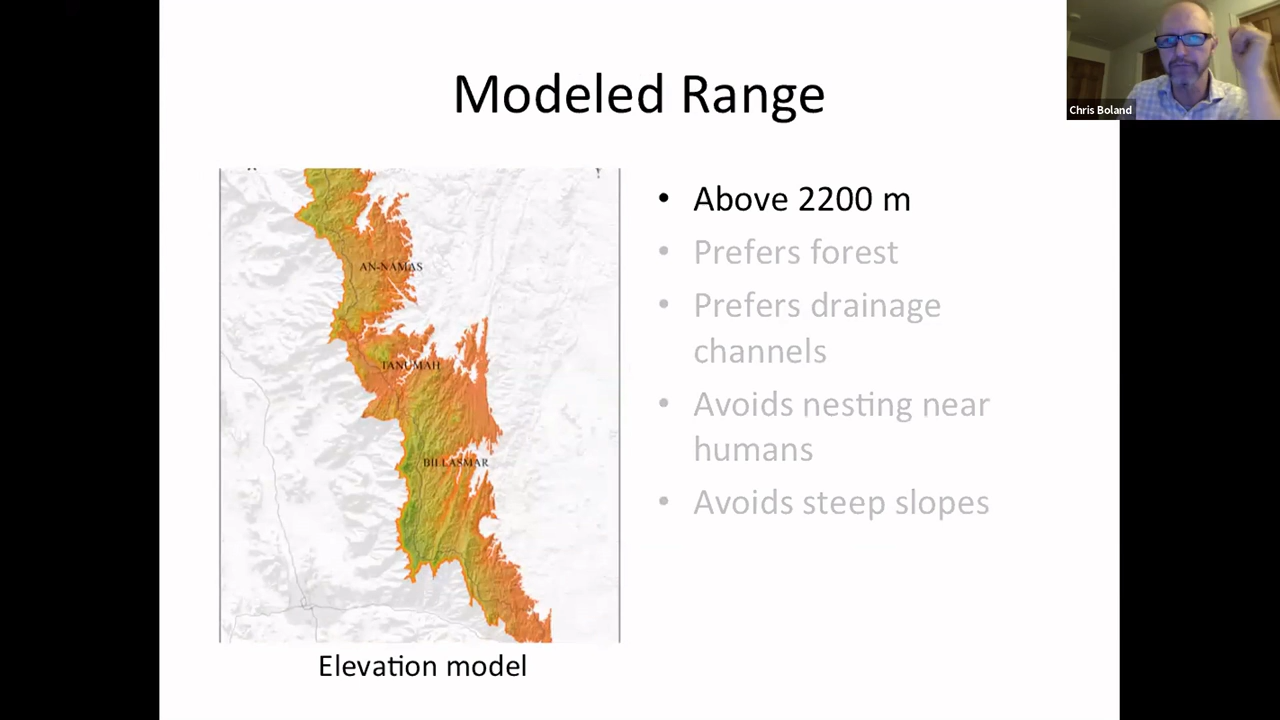 Modeled Range
Chris Boland
AN-NAMAS
TANUMAH
BILLASMAR
Elevation model
• Above 2200 m
• Prefers forest
• Prefers drainage
channels
• Avoids nesting near
humans
• Avoids steep slopes